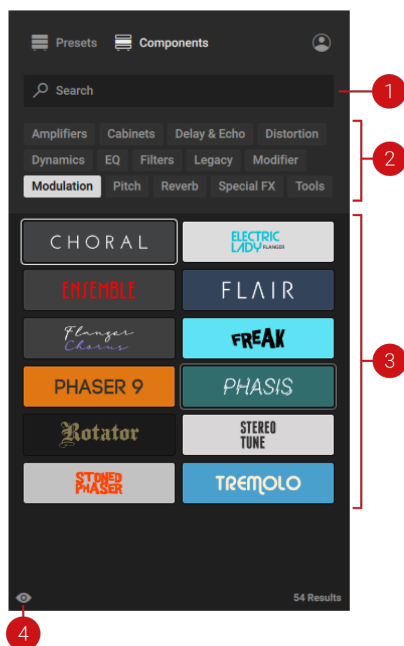 Presets Components
Search
1
Amplifiers Cabinets Delay & Echo Distortion
Dynamics EQ Filters Legacy Modifier
Modulation Pitch Reverb Special FX Tools
2
CHORAL
ELECTRIC
LADY FLANGER
ENSEMBLE
FLAIR
Flanger
Chorus
FREAK
3
PHASER 9
PHASIS
Rotator
STEREO
TUNE
STONED
PHASER
TREMOLO
54 Results
4